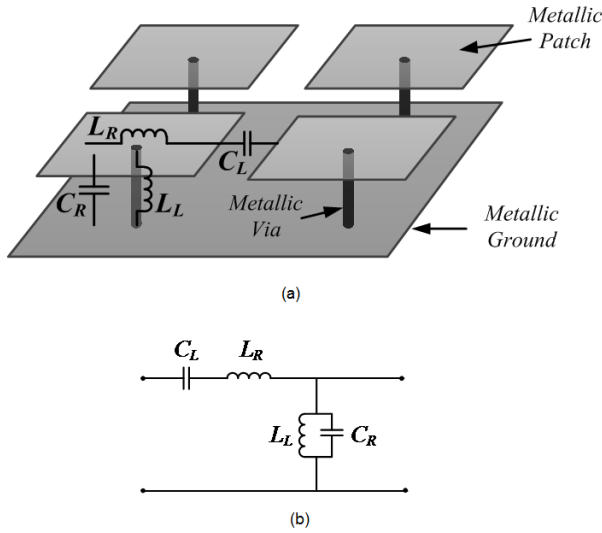 Metallic
Patch
L_R
C_L
C_R
L_L
Metallic
Via
Metallic
Ground
(a)
C_L
L_R
L_L
C_R
(b)